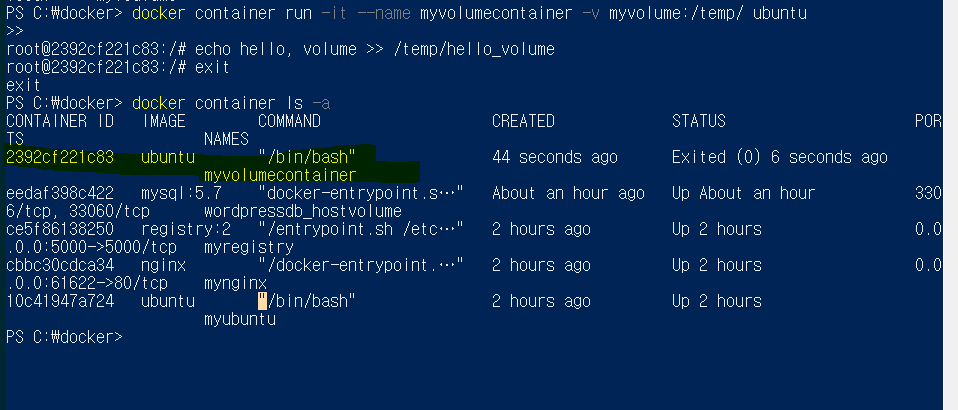 PS C:\docker> docker container run -it --name myvolumecontainer -v myvolume:/temp/ ubuntu
>>
root@2392cf221c83:/# echo hello, volume >> /temp/hello_volume
root@2392cf221c83:/# exit
exit
PS C:\docker> docker container ls -a
CONTAINER ID   IMAGE        COMMAND                   CREATED              STATUS                     POR
TS                 NAMES
2392cf221c83   ubuntu       "/bin/bash"               44 seconds ago       Exited (0) 6 seconds ago
                   myvolumecontainer
eedaf398c422   mysql:5.7    "docker-entrypoint.s…"    About an hour ago    Up About an hour           330
6/tcp, 33060/tcp   wordpressdb_hostvolume
ce5f86138250   registry:2   "/entrypoint.sh /etc…"    2 hours ago          Up 2 hours                 0.0
.0.0:5000->5000/tcp   myregistry
cbbc30cdca34   nginx        "/docker-entrypoint.…"    2 hours ago          Up 2 hours                 0.0
.0.0:61622->80/tcp    mynginx
10c41947a724   ubuntu       "/bin/bash"               2 hours ago          Up 2 hours
                   myubuntu
PS C:\docker>